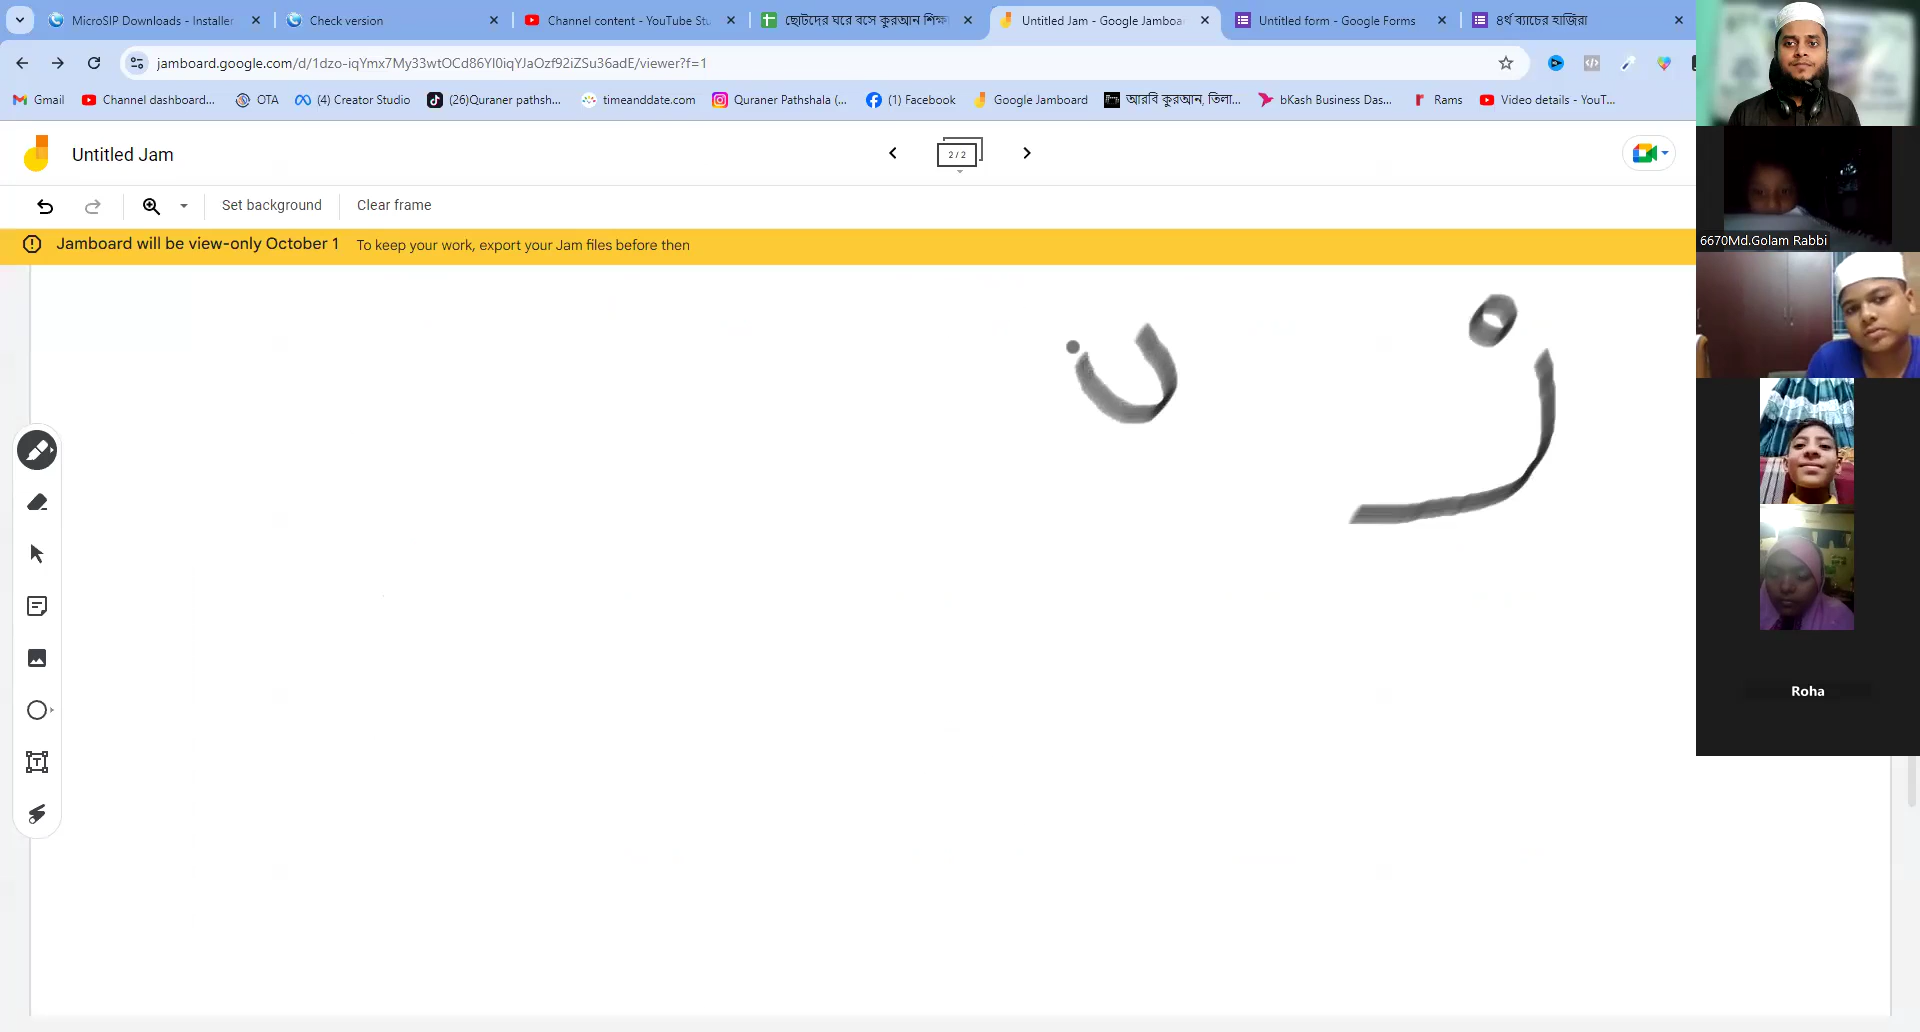 MicroSIP Downloads - Installer
Check version
Channel content - YouTube Stu
ছোটদের ঘরে বসে কুরআন শিক্ষ
Untitled Jam - Google Jamboa
Untitled form - Google Forms
৪র্থ ব্যাচের হাজিরা
jamboard.google.com/d/1dzo-iqYmx7My33wtOCd86Yl0iqYJaOzf92iZSu36adE/viewer?f=1
Gmail
Channel dashboard...
OTA
(4) Creator Studio
(26)Quraner pathsh...
timeanddate.com
Quraner Pathshala (...
(1) Facebook
Google Jamboard
আরবি কুরআন, তিলা...
bKash Business Das...
Rams
Video details - YouT...
Untitled Jam
2 / 2
Set background
Clear frame
Jamboard will be view-only October 1 To keep your work, export your Jam files before then
6670Md.Golam Rabbi
Roha